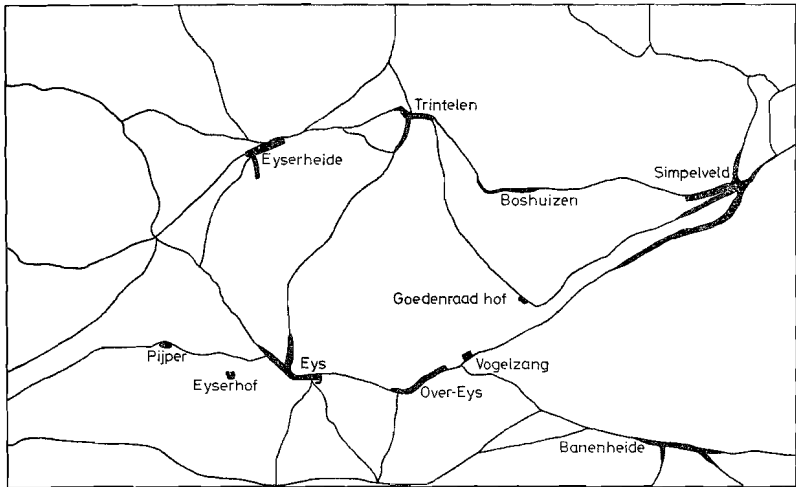 Trintelen
Eyserheide
Simpelveld
Boshuizen
Goedenraad hof
Pijper
Eys
Vogelzang
Eyserhof
Over-Eys
Banenheide